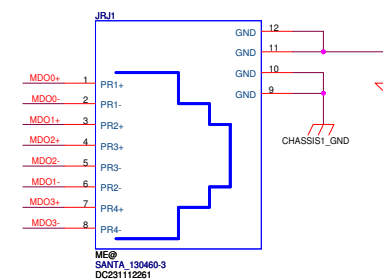 JRJ1
GND 12
GND 11
GND 10
GND 9
MDO0+ 1 PR1+
MDO0- 2 PR1-
MDO1+ 3 PR2+
MDO2+ 4 PR3+
MDO2- 5 PR3-
MDO1- 6 PR2-
MDO3+ 7 PR4+
MDO3- 8 PR4-
CHASSIS1_GND
ME@
SANTA_130460-3
DC231112261